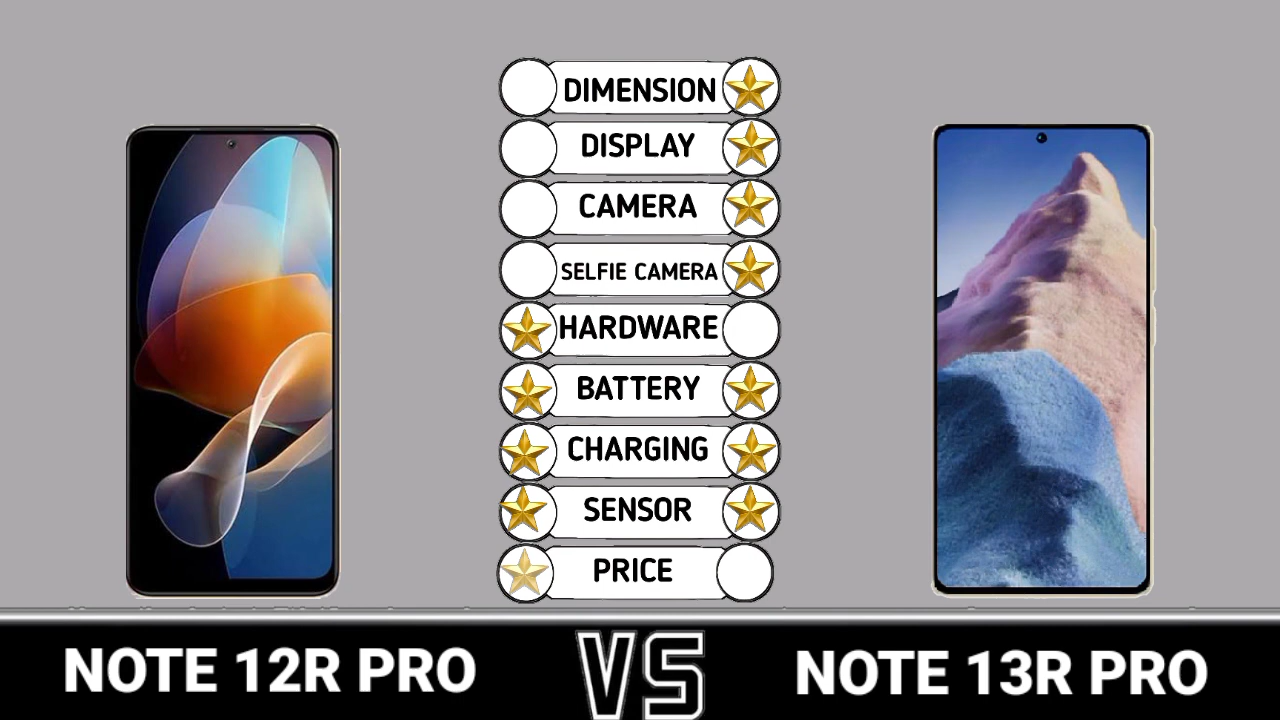 DIMENSION
DISPLAY
CAMERA
SELFIE CAMERA
HARDWARE
BATTERY
CHARGING
SENSOR
PRICE
NOTE 12R PRO
VS
NOTE 13R PRO